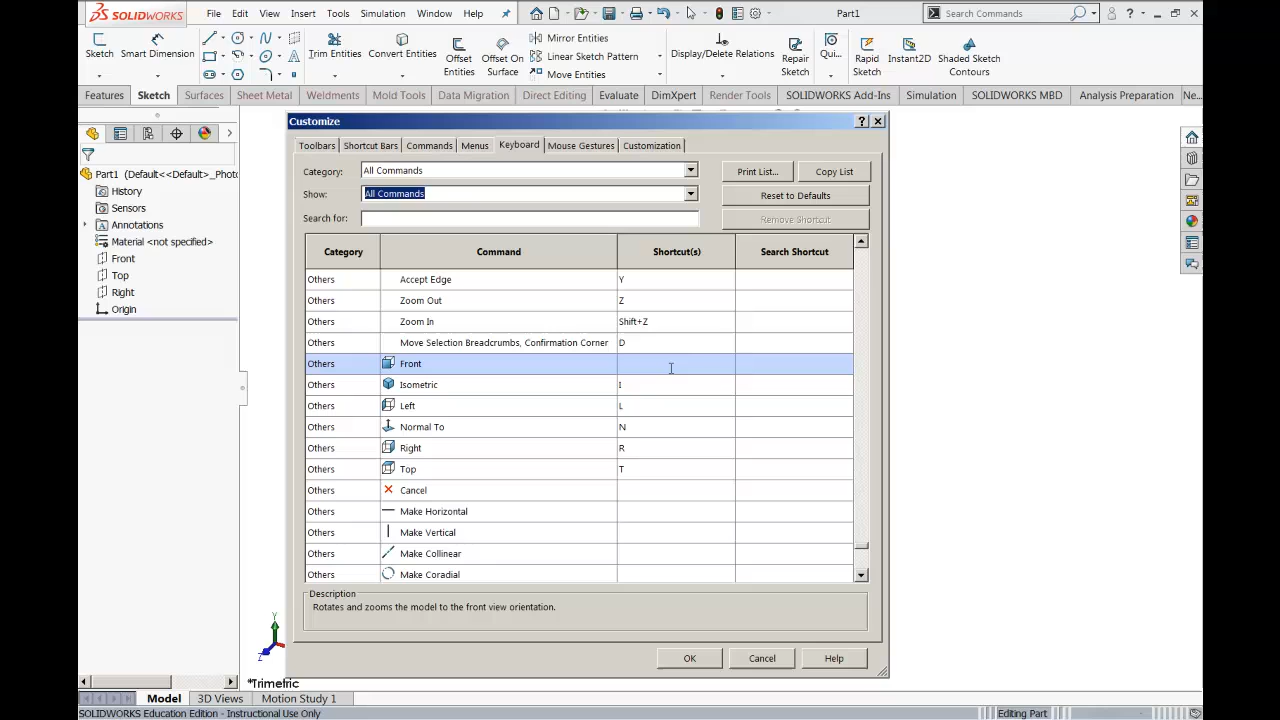 SOLIDWORKS File Edit View Insert Tools Simulation Window Help Part1 Search Commands ?
Sketch Smart Dimension Trim Entities Convert Entities Offset Entities Offset On Surface Mirror Entities Linear Sketch Pattern Move Entities Display/Delete Relations Repair Sketch Qui... Rapid Sketch Instant2D Shaded Sketch Contours
Features Sketch Surfaces Sheet Metal Weldments Mold Tools Data Migration Direct Editing Evaluate DimXpert Render Tools SOLIDWORKS Add-Ins Simulation SOLIDWORKS MBD Analysis Preparation Ne...
Part1 (Default<<Default>_Photo
History
Sensors
Annotations
Material <not specified>
Front
Top
Right
Origin
Customize
Toolbars Shortcut Bars Commands Menus Keyboard Mouse Gestures Customization
Category: All Commands Print List... Copy List
Show: All Commands Reset to Defaults
Search for: Remove Shortcut
Category Command Shortcut(s) Search Shortcut
Others Accept Edge Y
Others Zoom Out Z
Others Zoom In Shift+Z
Others Move Selection Breadcrumbs, Confirmation Corner D
Others Front
Others Isometric I
Others Left L
Others Normal To N
Others Right R
Others Top T
Others Cancel
Others Make Horizontal
Others Make Vertical
Others Make Collinear
Others Make Coradial
Description
Rotates and zooms the model to the front view orientation.
OK Cancel Help
Y
Z
*Trimetric
Model 3D Views Motion Study 1
SOLIDWORKS Education Edition - Instructional Use Only Editing Part